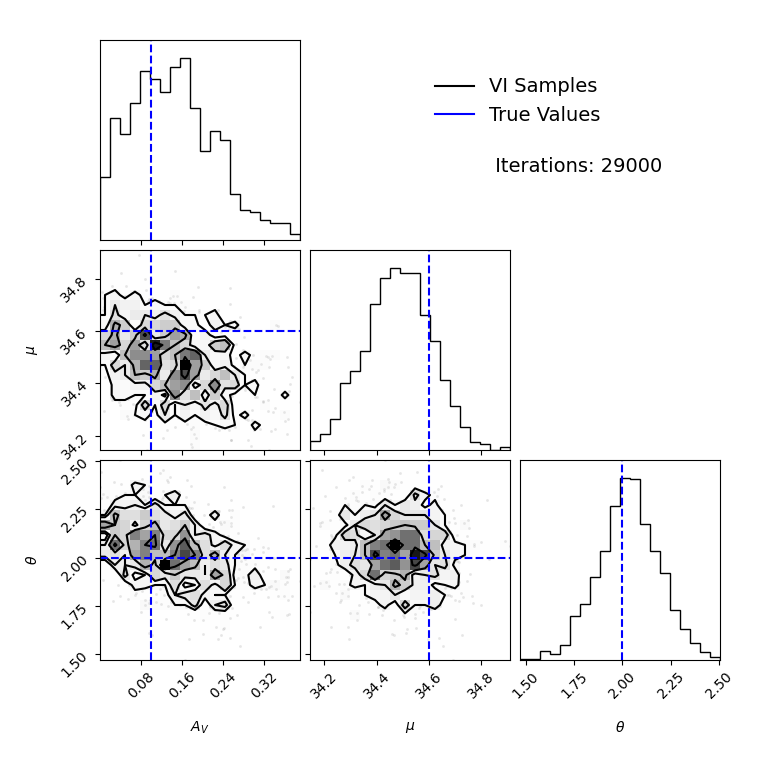 VI Samples
True Values
Iterations: 29000
34.8
34.6
34.4
34.2
μ
2.50
2.25
2.00
1.75
1.50
θ
0.08 0.16 0.24 0.32
34.2 34.4 34.6 34.8
1.50 1.75 2.00 2.25 2.50
A_V μ θ